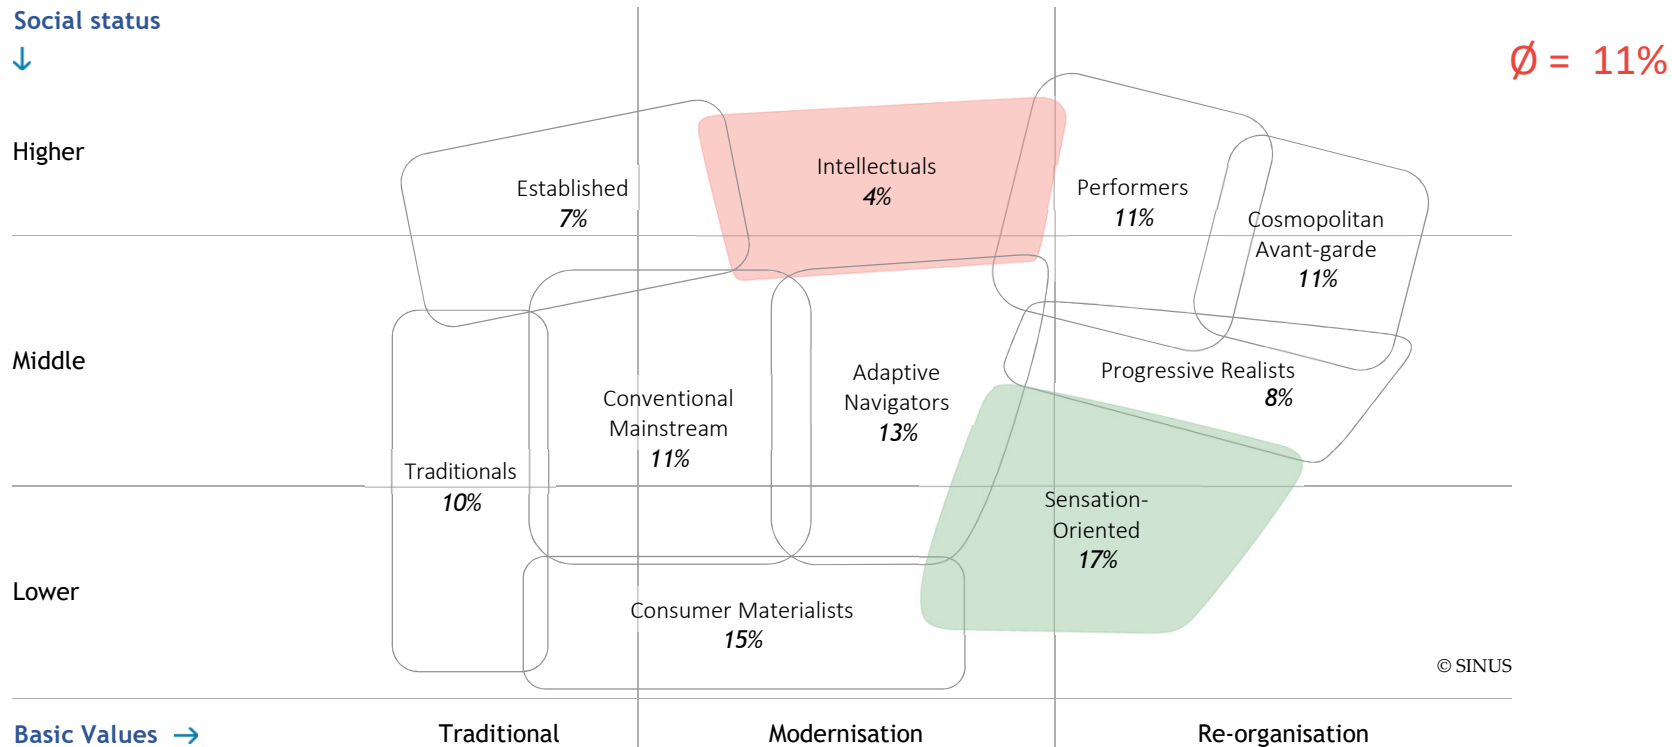 Social status
↓
Ø = 11%
Higher
Established
7%
Intellectuals
4%
Performers
11%
Cosmopolitan
Avant-garde
11%
Middle
Traditionals
10%
Conventional
Mainstream
11%
Adaptive
Navigators
13%
Progressive Realists
8%
Sensation-
Oriented
17%
Lower
Consumer Materialists
15%
© SINUS
Basic Values →
Traditional
Modernisation
Re-organisation